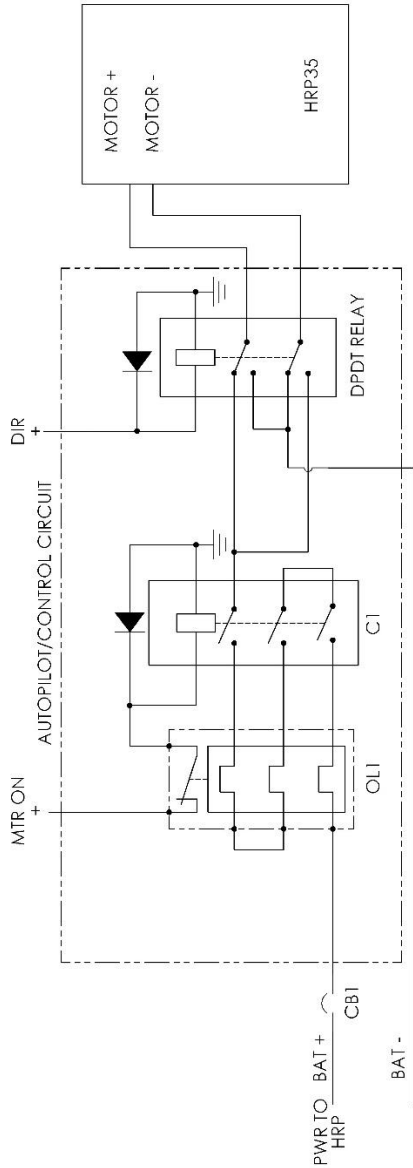 AUTOPILOT/CONTROL CIRCUIT
MTR ON
+
DIR
+
MOTOR +
MOTOR -
HRP35
DPDT RELAY
C1
OL1
CB1
PWR TO
HRP
BAT +
BAT -